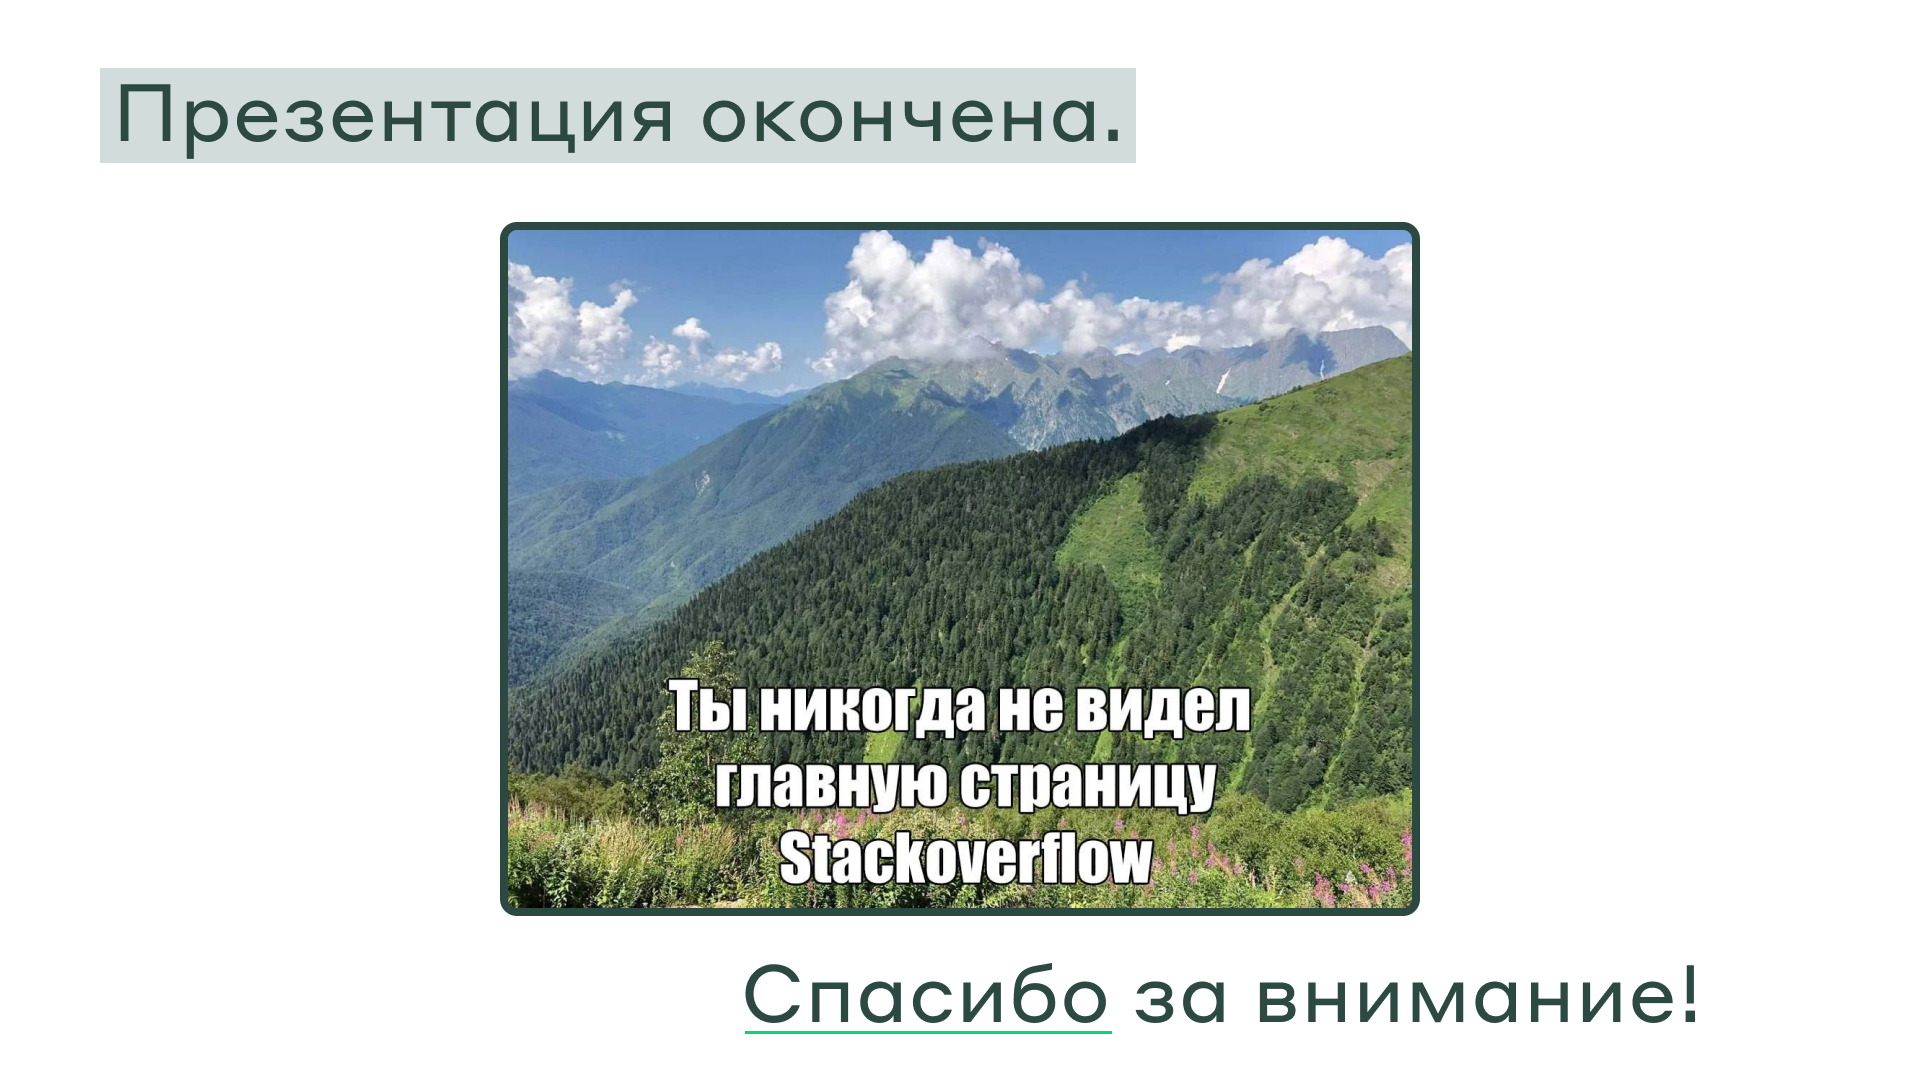 Презентация окончена.
Ты никогда не видел
главную страницу
Stackoverflow
Спасибо за внимание!